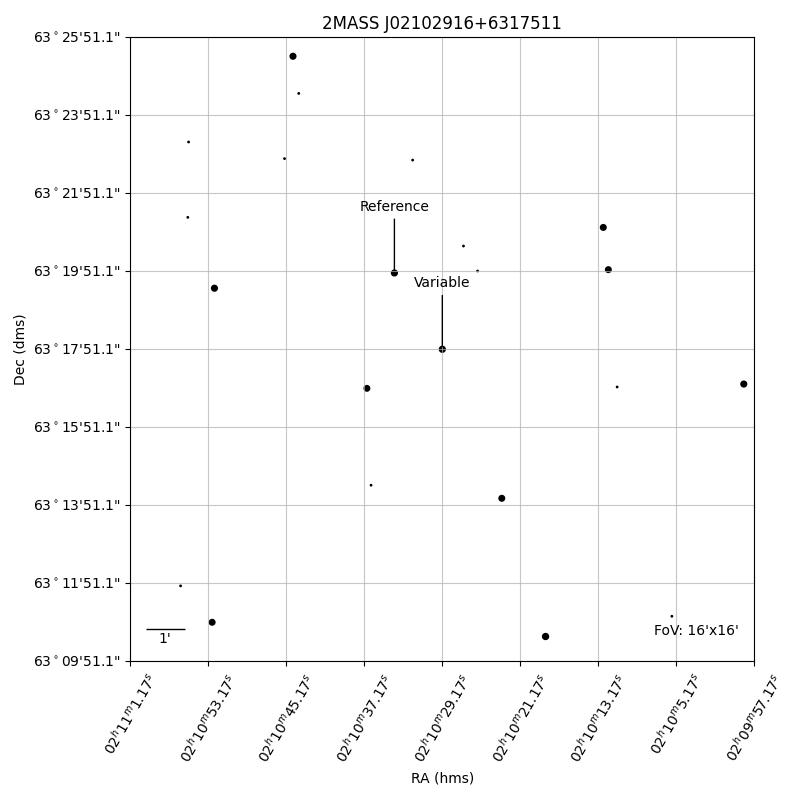 2MASS J02102916+6317511
63°25'51.1"
63°23'51.1"
63°21'51.1"
63°19'51.1"
63°17'51.1"
63°15'51.1"
63°13'51.1"
63°11'51.1"
63°09'51.1"
Dec (dms)
Reference
Variable
1'
FoV: 16'x16'
02ʰ11ᵐ1.17ˢ
02ʰ10ᵐ53.17ˢ
02ʰ10ᵐ45.17ˢ
02ʰ10ᵐ37.17ˢ
02ʰ10ᵐ29.17ˢ
02ʰ10ᵐ21.17ˢ
02ʰ10ᵐ13.17ˢ
02ʰ10ᵐ5.17ˢ
02ʰ09ᵐ57.17ˢ
RA (hms)